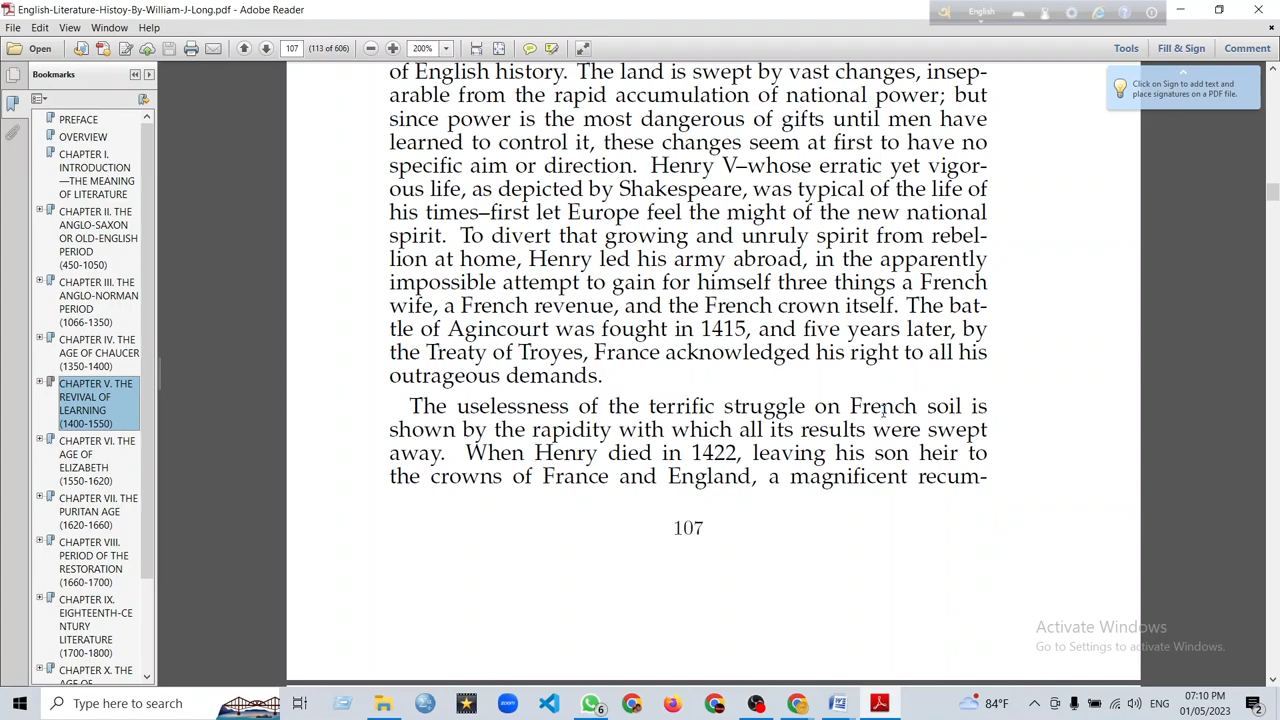 English-Literature-Histoy-By-William-J-Long.pdf - Adobe Reader
English
File Edit View Window Help
Open
107 (113 of 606)
200%
Tools Fill & Sign Comment
Bookmarks
Click on Sign to add text and
place signatures on a PDF file.
PREFACE
OVERVIEW
CHAPTER I.
INTRODUCTION
—THE MEANING
OF LITERATURE
CHAPTER II. THE
ANGLO-SAXON
OR OLD-ENGLISH
PERIOD
(450-1050)
CHAPTER III. THE
ANGLO-NORMAN
PERIOD
(1066-1350)
CHAPTER IV. THE
AGE OF CHAUCER
(1350-1400)
CHAPTER V. THE
REVIVAL OF
LEARNING
(1400-1550)
CHAPTER VI. THE
AGE OF
ELIZABETH
(1550-1620)
CHAPTER VII. THE
PURITAN AGE
(1620-1660)
CHAPTER VIII.
PERIOD OF THE
RESTORATION
(1660-1700)
CHAPTER IX.
EIGHTEENTH-CE
NTURY
LITERATURE
(1700-1800)
CHAPTER X. THE
AGE OF
of English history. The land is swept by vast changes, insep-
arable from the rapid accumulation of national power; but
since power is the most dangerous of gifts until men have
learned to control it, these changes seem at first to have no
specific aim or direction. Henry V–whose erratic yet vigor-
ous life, as depicted by Shakespeare, was typical of the life of
his times–first let Europe feel the might of the new national
spirit. To divert that growing and unruly spirit from rebel-
lion at home, Henry led his army abroad, in the apparently
impossible attempt to gain for himself three things a French
wife, a French revenue, and the French crown itself. The bat-
tle of Agincourt was fought in 1415, and five years later, by
the Treaty of Troyes, France acknowledged his right to all his
outrageous demands.
The uselessness of the terrific struggle on French soil is
shown by the rapidity with which all its results were swept
away. When Henry died in 1422, leaving his son heir to
the crowns of France and England, a magnificent recum-
107
Activate Windows
Go to Settings to activate Windows.
Type here to search
zoom
6
84°F
ENG
07:10 PM
01/05/2023
2